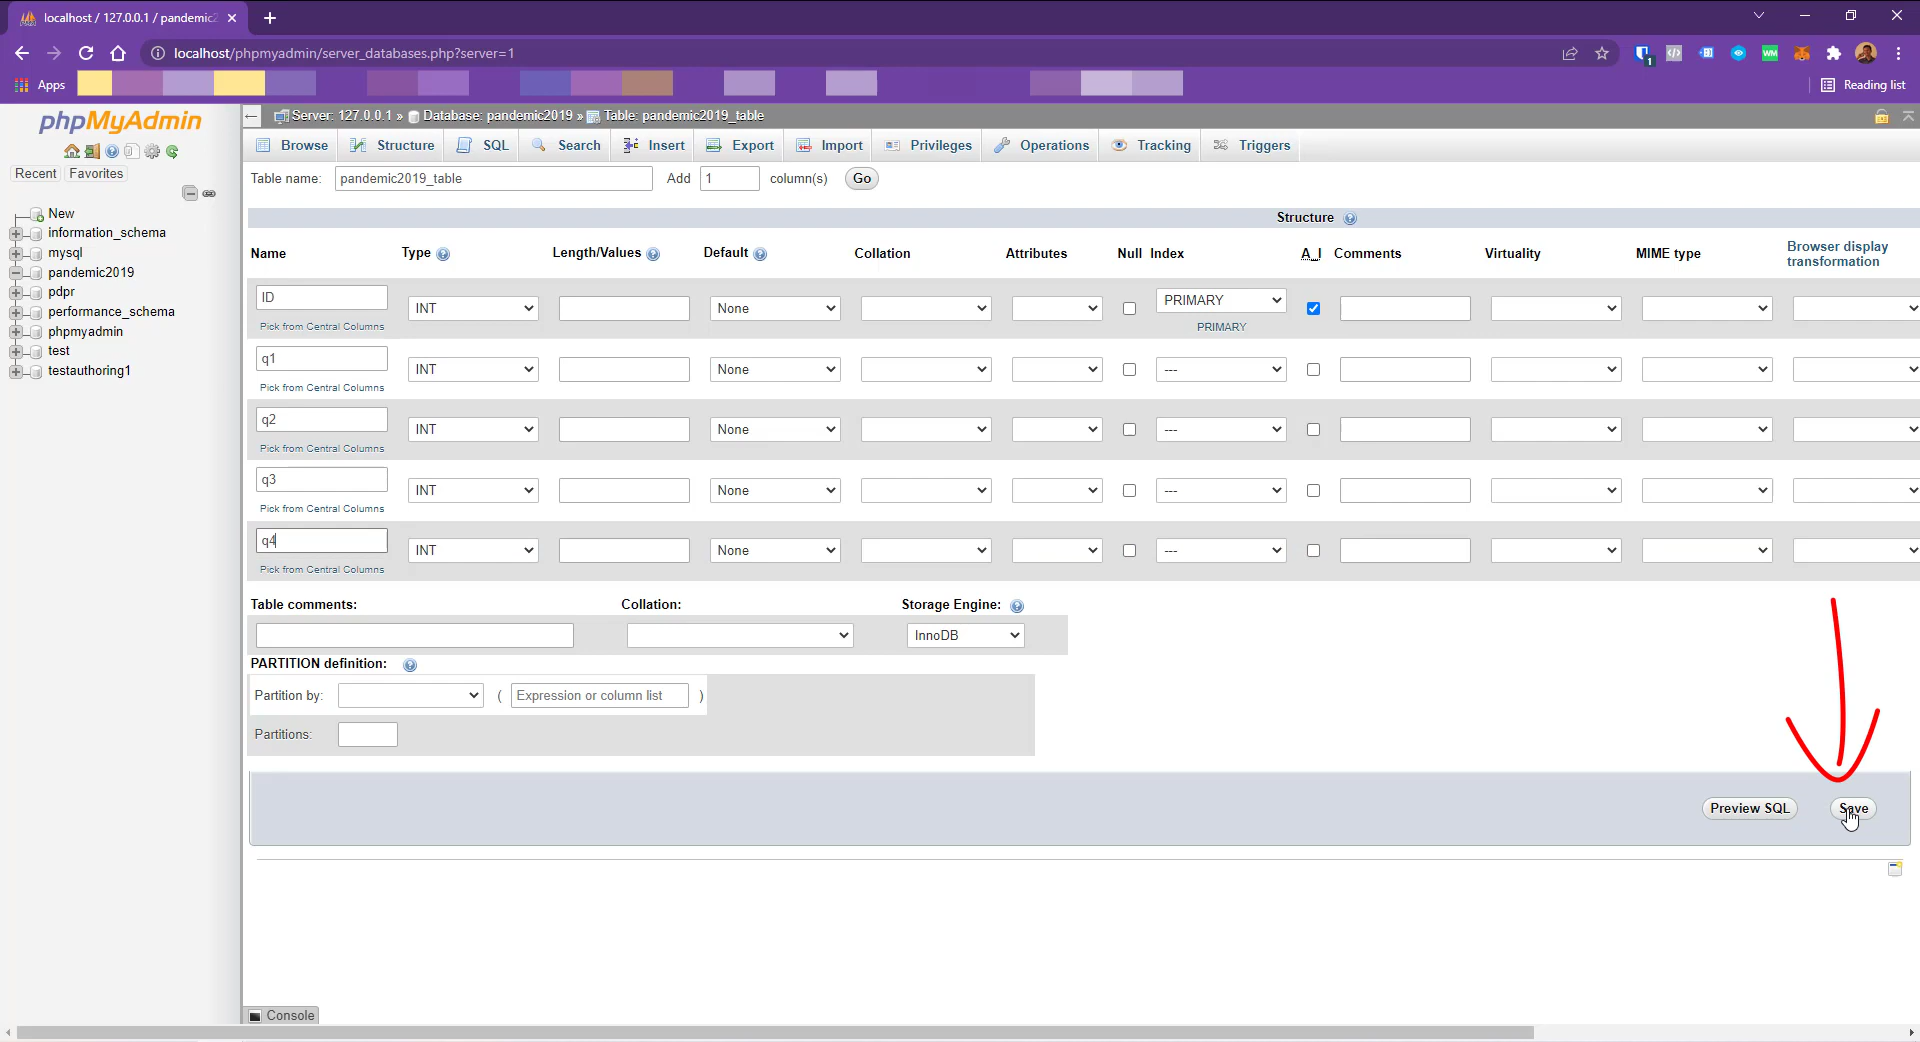 localhost / 127.0.0.1 / pandemic2
localhost/phpmyadmin/server_databases.php?server=1
1
WM
Apps
Reading list
phpMyAdmin
Recent
Favorites
New
information_schema
mysql
pandemic2019
pdpr
performance_schema
phpmyadmin
test
testauthoring1
Server: 127.0.0.1 » Database: pandemic2019 » Table: pandemic2019_table
Browse Structure SQL Search Insert Export Import Privileges Operations Tracking Triggers
Table name: pandemic2019_table Add 1 column(s) Go
Structure
Name Type Length/Values Default Collation Attributes Null Index A_I Comments Virtuality MIME type Browser display
transformation
ID INT None PRIMARY
Pick from Central Columns PRIMARY
q1 INT None ---
Pick from Central Columns
q2 INT None ---
Pick from Central Columns
q3 INT None ---
Pick from Central Columns
q4 INT None ---
Pick from Central Columns
Table comments: Collation: Storage Engine:
InnoDB
PARTITION definition:
Partition by: ( Expression or column list )
Partitions:
Preview SQL Save
Console